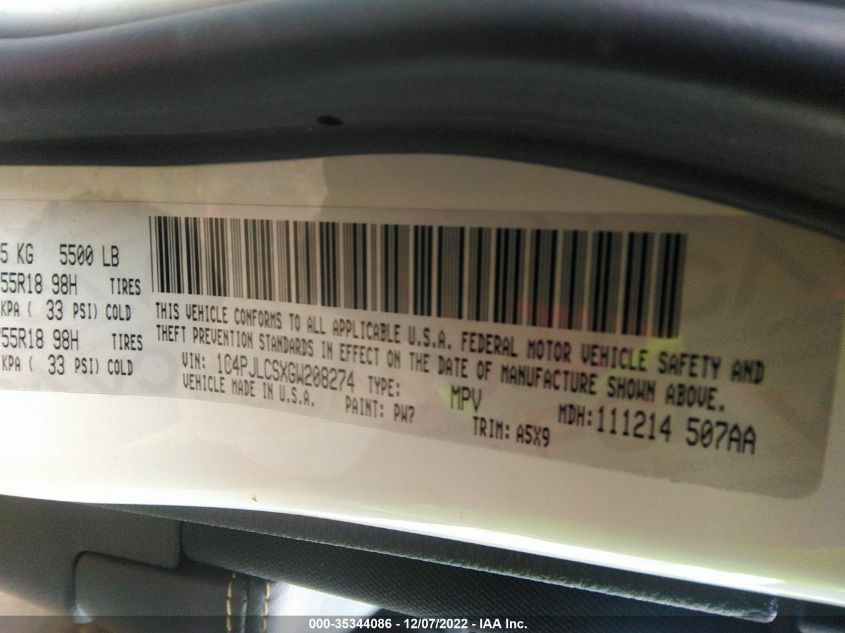 5 KG 5500 LB
55R18 98H TIRES
KPA ( 33 PSI) COLD
55R18 98H TIRES
KPA ( 33 PSI) COLD
THIS VEHICLE CONFORMS TO ALL APPLICABLE U.S.A. FEDERAL MOTOR VEHICLE SAFETY AND
THEFT PREVENTION STANDARDS IN EFFECT ON THE DATE OF MANUFACTURE SHOWN ABOVE.
VIN: 1C4PJLCSXGW208274 TYPE: MPV MDH:111214 507AA
VEHICLE MADE IN U.S.A. PAINT: PW7 TRIM: A5X9
000-35344086 - 12/07/2022 - IAA Inc.